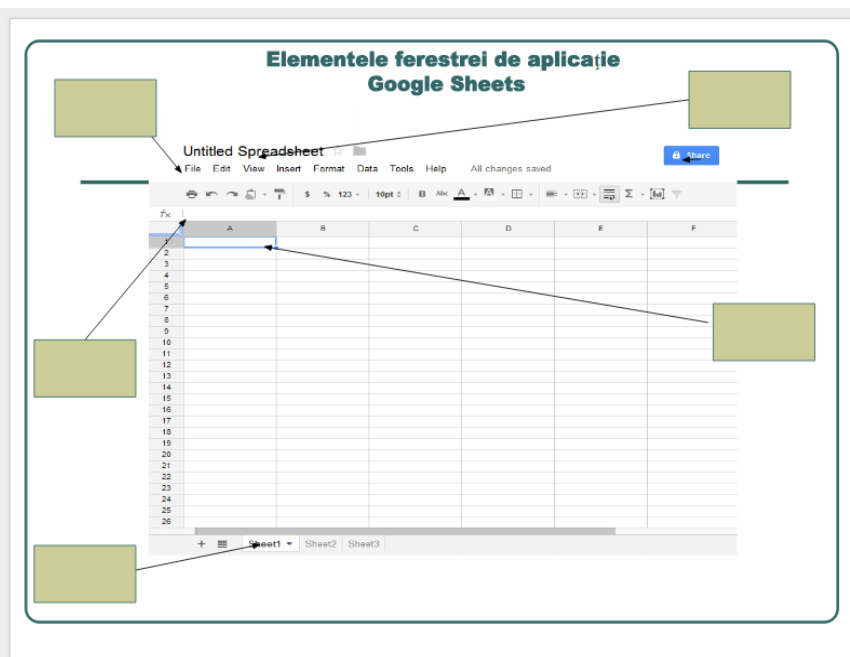 Elementele ferestrei de aplicaţie
Google Sheets
Untitled Spreadsheet
Share
File Edit View Insert Format Data Tools Help All changes saved
$ % 123 - 10pt B ABC A A Σ
fx
A B C D E F
1
2
3
4
5
6
7
8
9
10
11
12
13
14
15
16
17
18
19
20
21
22
23
24
25
26
+ Sheet1 Sheet2 Sheet3